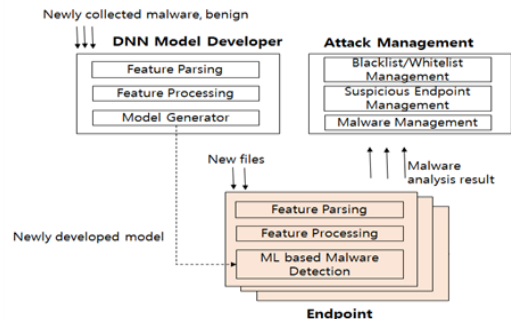 Newly collected malware, benign
DNN Model Developer
Feature Parsing
Feature Processing
Model Generator
Attack Management
Blacklist/Whitelist
Management
Suspicious Endpoint
Management
Malware Management
New files
Malware
analysis result
Newly developed model
Feature Parsing
Feature Processing
ML based Malware
Detection
Endpoint